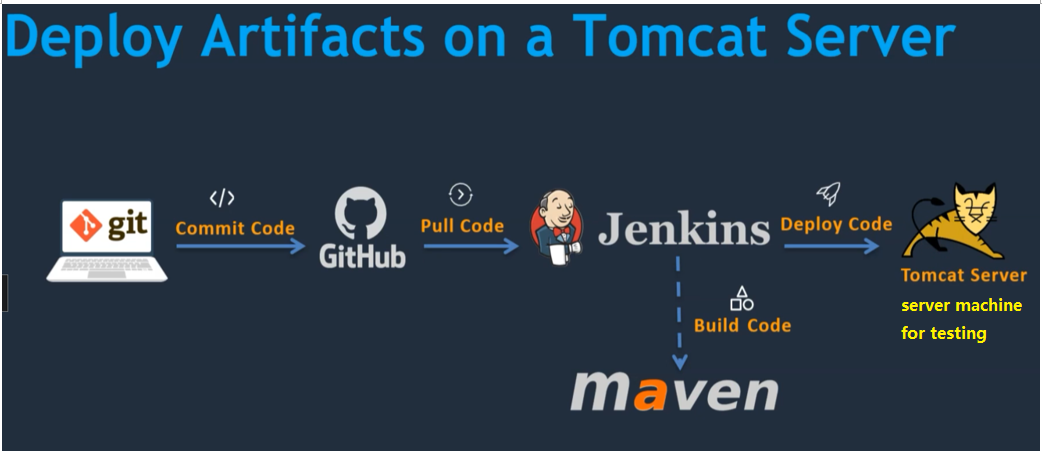 Deploy Artifacts on a Tomcat Server
git
</>
Commit Code
GitHub
Pull Code
Jenkins
Deploy Code
Tomcat Server
server machine
for testing
Build Code
maven